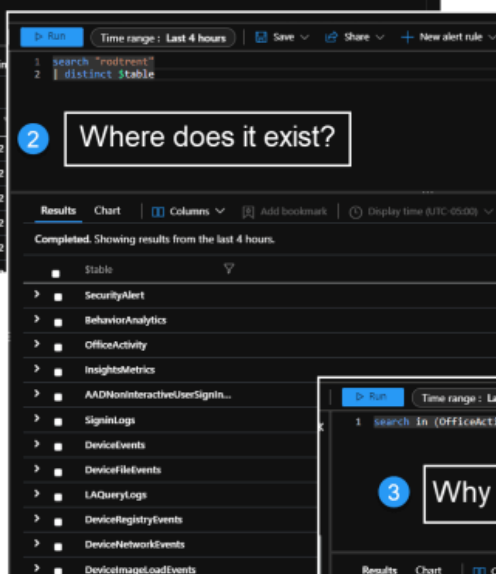 Run Time range : Last 4 hours Save Share New alert rule
1 search "rodtrent"
2 | distinct $table
2 Where does it exist?
Results Chart Columns Add bookmark Display time (UTC-05:00)
Completed. Showing results from the last 4 hours.
$table
SecurityAlert
BehaviorAnalytics
OfficeActivity
InsightsMetrics
AADNonInteractiveUserSignIn...
SigninLogs
DeviceEvents
DeviceFileEvents
LAQueryLogs
DeviceRegistryEvents
DeviceNetworkEvents
DeviceImageLoadEvents
Run Time range : La
1 search in (OfficeActi
3 Why
Results Chart